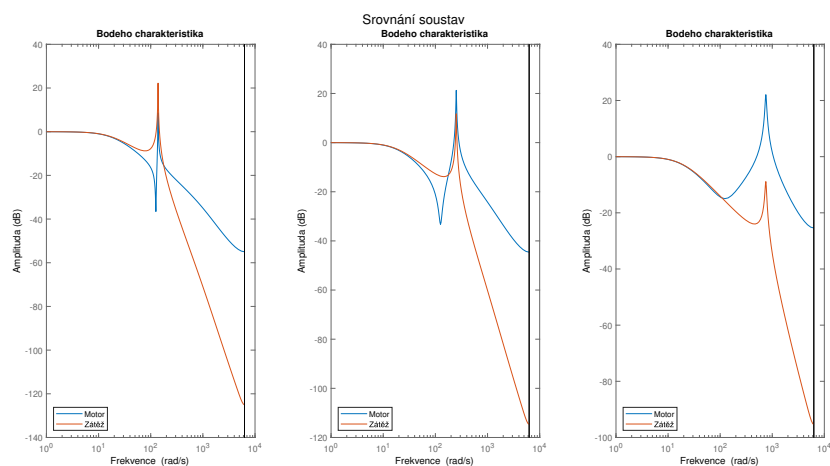 Srovnání soustav
Bodeho charakteristika
40
20
0
-20
-40
-60
-80
-100
-120
-140
Amplituda (dB)
10^0
10^1
10^2
10^3
10^4
Frekvence (rad/s)
Motor
Zátěž
Bodeho charakteristika
40
20
0
-20
-40
-60
-80
-100
-120
Amplituda (dB)
10^0
10^1
10^2
10^3
10^4
Frekvence (rad/s)
Motor
Zátěž
Bodeho charakteristika
40
20
0
-20
-40
-60
-80
-100
Amplituda (dB)
10^0
10^1
10^2
10^3
10^4
Frekvence (rad/s)
Motor
Zátěž